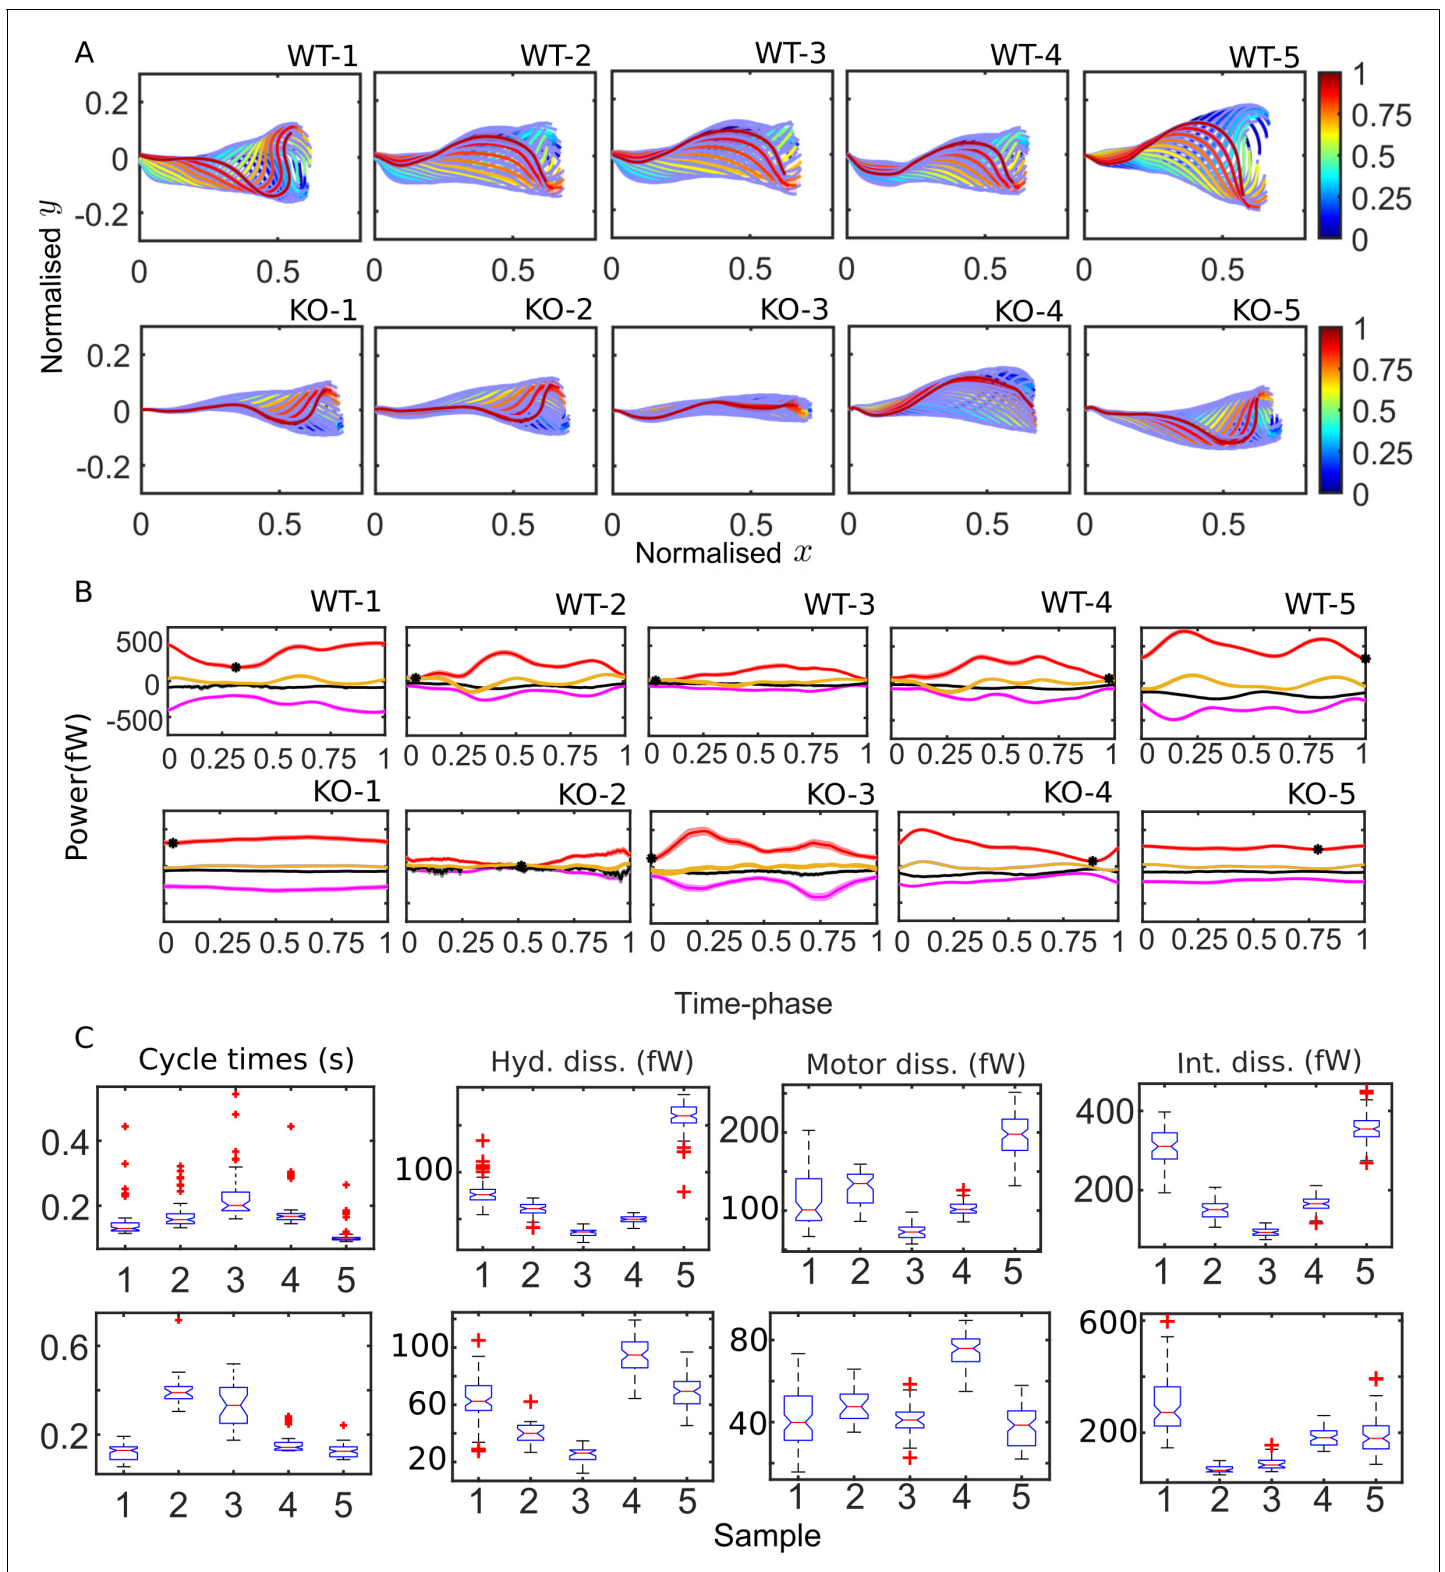 A
WT-1 WT-2 WT-3 WT-4 WT-5
0.2
0
-0.2
1
0.75
0.5
0.25
0
0 0.5 0 0.5 0 0.5 0 0.5 0 0.5
Normalised y
KO-1 KO-2 KO-3 KO-4 KO-5
0.2
0
-0.2
1
0.75
0.5
0.25
0
0 0.5 0 0.5 0 0.5 0 0.5 0 0.5
Normalised x
B
WT-1 WT-2 WT-3 WT-4 WT-5
500
0
-500
0 0.25 0.5 0.75 1 0 0.25 0.5 0.75 1 0 0.25 0.5 0.75 1 0 0.25 0.5 0.75 1 0 0.25 0.5 0.75 1
Power(fW)
KO-1 KO-2 KO-3 KO-4 KO-5
0 0.25 0.5 0.75 1 0 0.25 0.5 0.75 1 0 0.25 0.5 0.75 1 0 0.25 0.5 0.75 1 0 0.25 0.5 0.75 1
Time-phase
C
Cycle times (s) Hyd. diss. (fW) Motor diss. (fW) Int. diss. (fW)
0.4
0.2
100
200
100
400
200
1 2 3 4 5 1 2 3 4 5 1 2 3 4 5 1 2 3 4 5
0.6
0.2
100
60
20
80
40
600
200
1 2 3 4 5 1 2 3 4 5 1 2 3 4 5 1 2 3 4 5
Sample